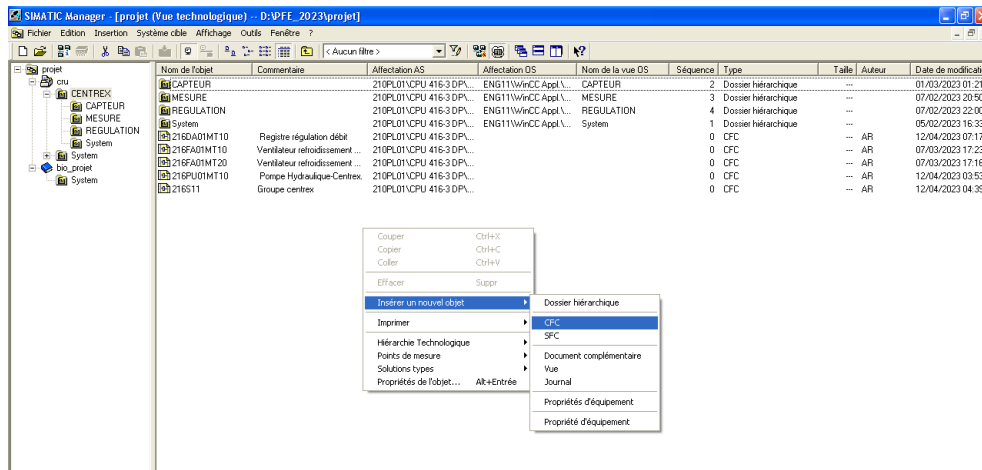 SIMATIC Manager - [projet (Vue technologique) -- D:\PFE_2023\projet]
Fichier Edition Insertion Système cible Affichage Outils Fenêtre ?
< Aucun filtre >
projet
cru
CENTREX
CAPTEUR
MESURE
REGULATION
System
System
bio_projet
System
Nom de l'objet Commentaire Affectation AS Affectation OS Nom de la vue OS Séquence Type Taille Auteur Date de modificati
CAPTEUR 210PL01\CPU 416-3 DP\... ENG11\WinCC Appl.\... CAPTEUR 2 Dossier hiérarchique --- 01/03/2023 01:21
MESURE 210PL01\CPU 416-3 DP\... ENG11\WinCC Appl.\... MESURE 3 Dossier hiérarchique --- 07/02/2023 20:50
REGULATION 210PL01\CPU 416-3 DP\... ENG11\WinCC Appl.\... REGULATION 4 Dossier hiérarchique --- 07/02/2023 22:00
System 210PL01\CPU 416-3 DP\... ENG11\WinCC Appl.\... System 1 Dossier hiérarchique --- 05/02/2023 16:33
216DA01MT10 Registre régulation débit 210PL01\CPU 416-3 DP\... 0 CFC --- AR 12/04/2023 07:17
216FA01MT10 Ventilateur refroidissement ... 210PL01\CPU 416-3 DP\... 0 CFC --- AR 07/03/2023 17:23
216FA01MT20 Ventilateur refroidissement ... 210PL01\CPU 416-3 DP\... 0 CFC --- AR 07/03/2023 17:16
216PU01MT10 Pompe Hydraulique-Centrex. 210PL01\CPU 416-3 DP\... 0 CFC --- AR 12/04/2023 03:53
216S11 Groupe centrex 210PL01\CPU 416-3 DP\... 0 CFC --- AR 12/04/2023 04:39
Couper Ctrl+X
Copier Ctrl+C
Coller Ctrl+V
Effacer Suppr
Insérer un nouvel objet
Imprimer
Hiérarchie Technologique
Points de mesure
Solutions types
Propriétés de l'objet... Alt+Entrée
Dossier hiérarchique
CFC
SFC
Document complémentaire
Vue
Journal
Propriétés d'équipement
Propriété d'équipement